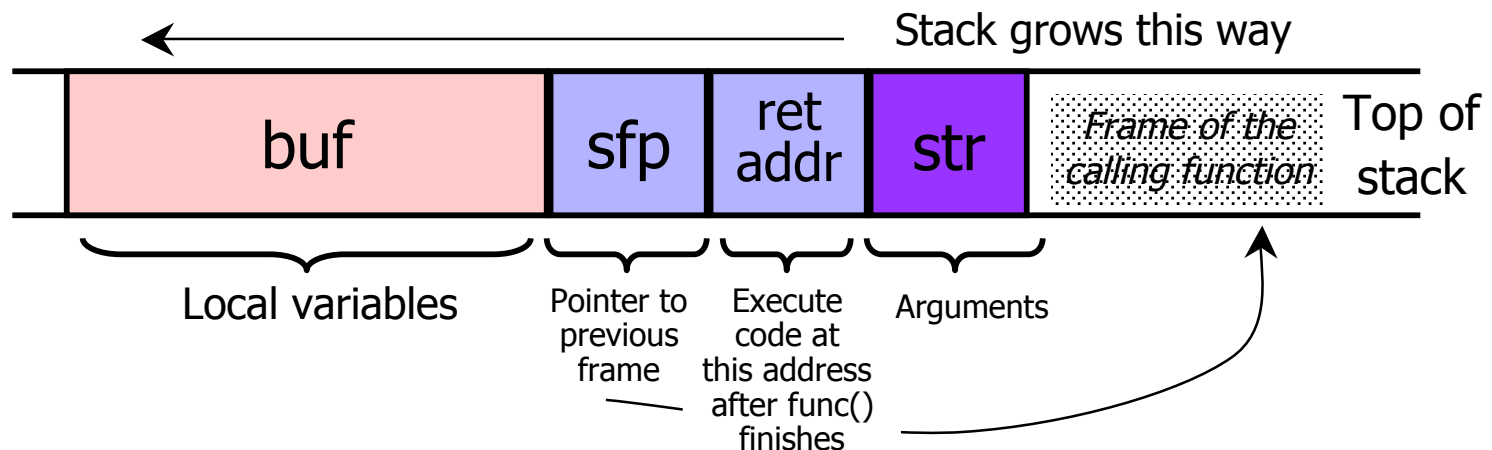 Stack grows this way
buf
sfp
ret
addr
str
Frame of the
calling function
Top of
stack
Local variables
Pointer to
previous
frame
Execute
code at
this address
after func()
finishes
Arguments